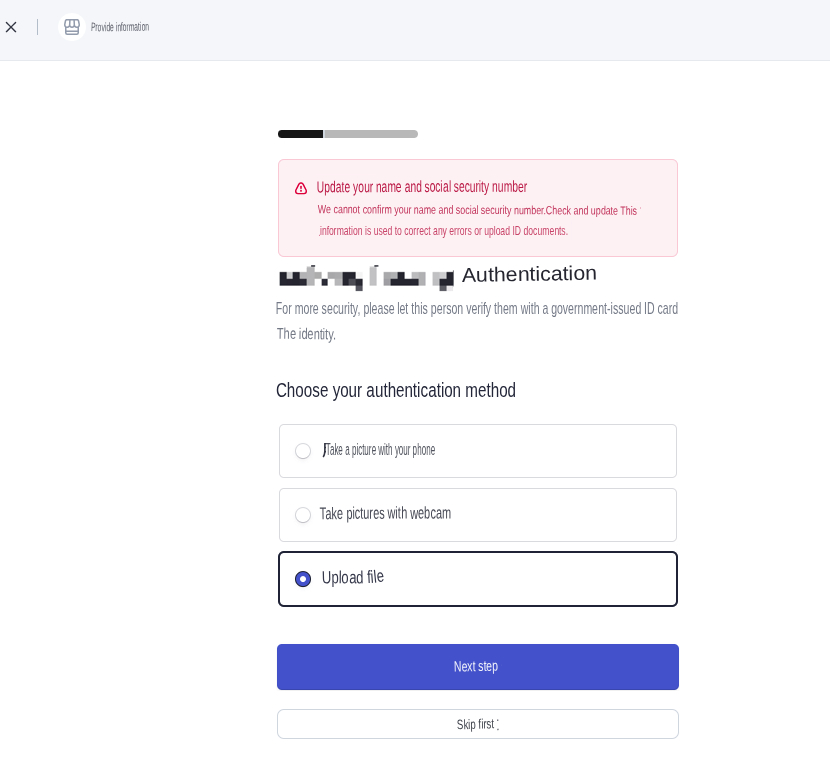 Provide information
Update your name and social security number
We cannot confirm your name and social security number.Check and update This
information is used to correct any errors or upload ID documents.
Authentication
For more security, please let this person verify them with a government-issued ID card
The identity.
Choose your authentication method
Take a picture with your phone
Take pictures with webcam
Upload file
Next step
Skip first